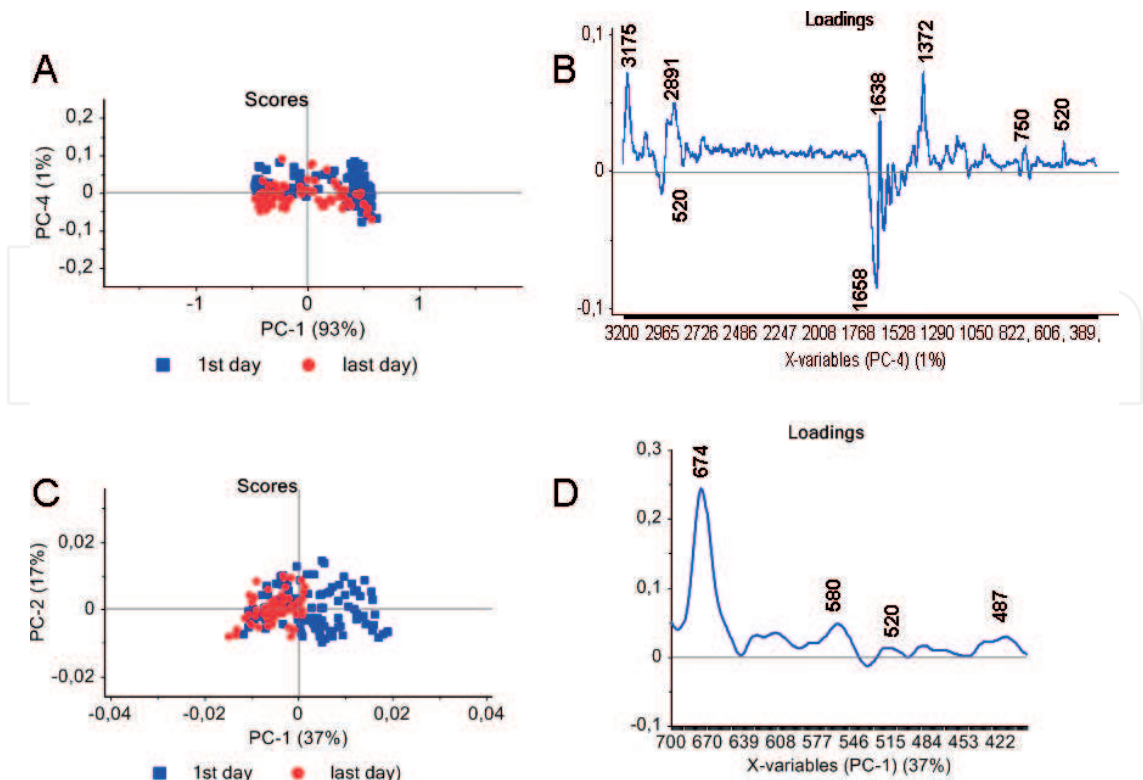 A
Scores
0,2
0,1
0
-0,1
-0,2
PC-4 (1%)
-1 0 1
PC-1 (93%)
1st day last day)
B
Loadings
0,1
0
-0,1
3175
2891
520
1658
1638
1372
750
520
3200 2965 2726 2486 2247 2008 1768 1528 1290 1050 822, 606, 389,
X-variables (PC-4) (1%)
C
Scores
0,02
0
-0,02
PC-2 (17%)
-0,04 -0,02 0 0,02 0,04
PC-1 (37%)
1st day last day)
D
Loadings
0,3
0,2
0,1
0
-0,1
674
580
520
487
700 670 639 608 577 546 515 484 453 422
X-variables (PC-1) (37%)